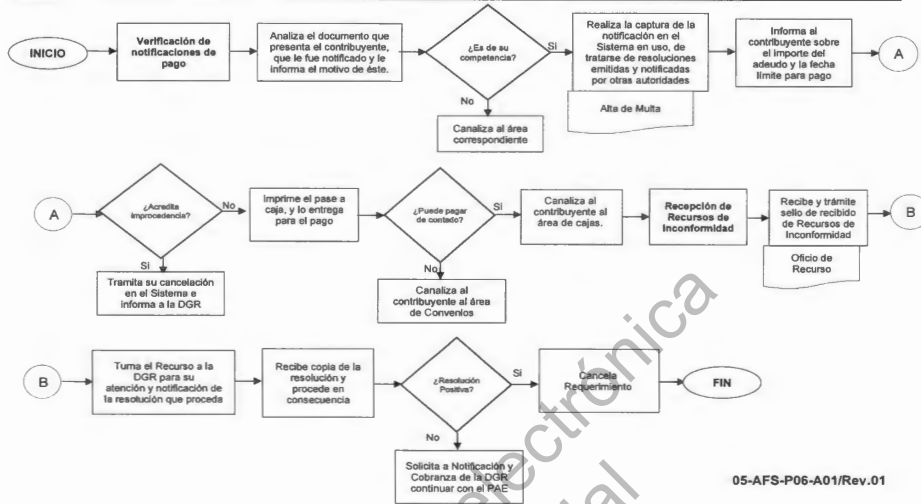 INICIO
Verificación de
notificaciones de
pago
Analiza el documento que
presenta el contribuyente,
que le fue notificado y le
informa el motivo de éste.
¿Es de su
competencia?
Si
No
Canaliza al área
correspondiente
Realiza la captura de la
notificación en el
Sistema en uso, de
tratarse de resoluciones
emitidas y notificadas
por otras autoridades
Alta de Multa
Informa al
contribuyente sobre
el importe del
adeudo y la fecha
límite para pago
A
A
¿Acredita
improcedencia?
No
Si
Tramita su cancelación
en el Sistema e
informa a la DGR
Imprime el pase a
caja, y lo entrega
para el pago
¿Puede pagar
de contado?
Si
No
Canaliza al
contribuyente al área
de Convenios
Canaliza al
contribuyente al
área de cajas.
Recepción de
Recursos de
Inconformidad
Recibe y trámite
sello de recibido
de Recursos de
Inconformidad
Oficio de
Recurso
B
B
Turna el Recurso a la
DGR para su
atención y notificación de
la resolución que proceda
Recibe copia de la
resolución y
procede en
consecuencia
¿Resolución
Positiva?
Si
No
Solicita a Notificación y
Cobranza de la DGR
continuar con el PAE
Cancela
Requerimiento
FIN
electrónica
ial
05-AFS-P06-A01/Rev.01